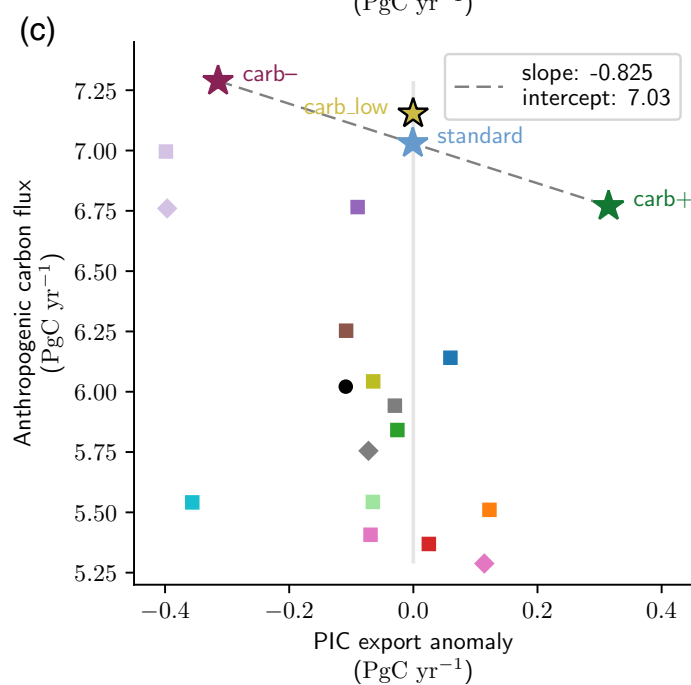 (PgC yr⁻¹)
(c)
carb−
slope: -0.825
intercept: 7.03
carb_low
standard
carb+
7.25
7.00
6.75
6.50
6.25
6.00
5.75
5.50
5.25
Anthropogenic carbon flux
(PgC yr⁻¹)
−0.4 −0.2 0.0 0.2 0.4
PIC export anomaly
(PgC yr⁻¹)